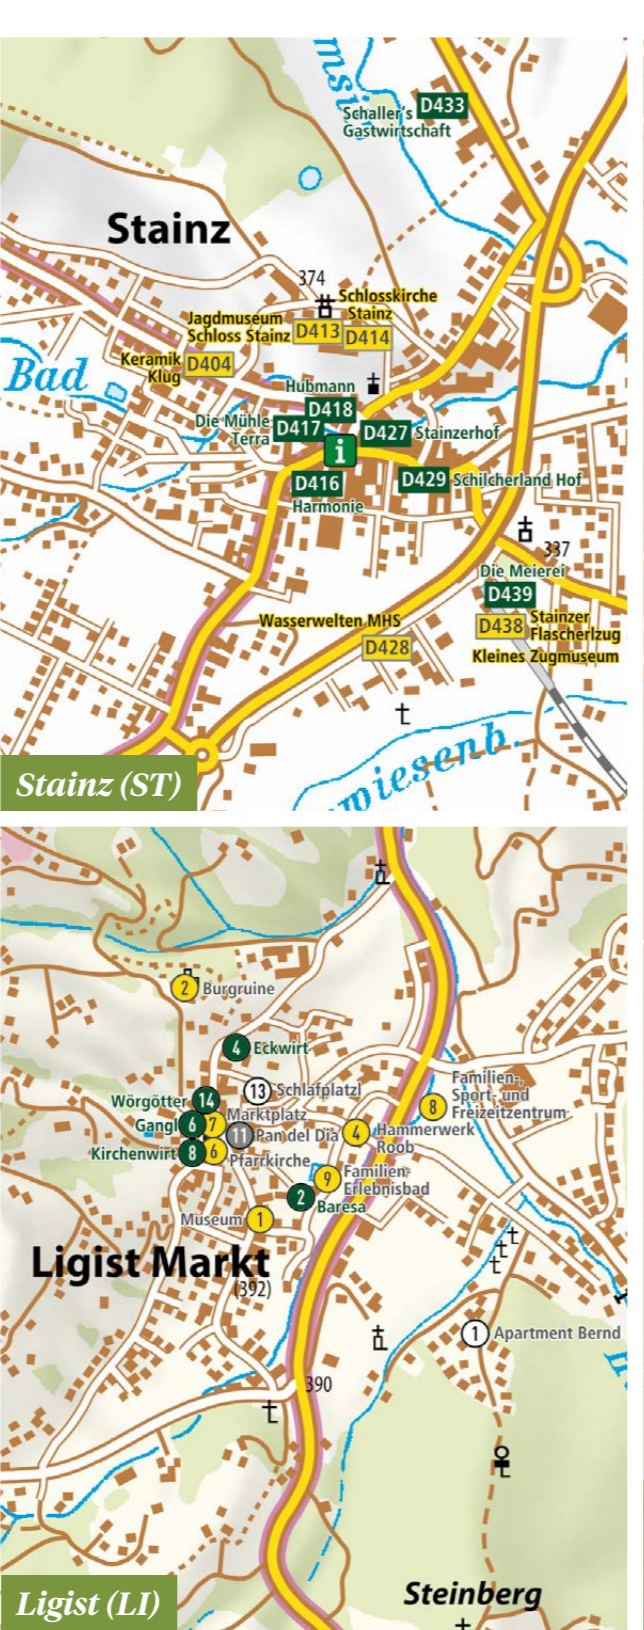 msi
Schaller's
Gastwirtschaft
D433
Stainz
374
Schlosskirche
Stainz
Jagdmuseum
Schloss Stainz
D413
D414
Keramik
Klug
D404
Bad
Hubmann
D418
Die Mühle
Terra
D417
i
D427
Stainzerhof
D416
Harmonie
D429
Schilcherland Hof
337
Die Meierei
D439
Wasserwelten MHS
D428
D438
Stainzer
Flascherlzug
Kleines Zugmuseum
wiesenb.
Stainz (ST)
2
Burgruine
4
Eckwirt
13
Schlafplatzl
Wörgötter
14
Familien-,
Sport- und
Freizeitzentrum
8
Gangl
6
7
Marktplatz
11
Pan del Dia
4
Hammerwerk
Roob
Kirchenwirt
8
6
Pfarrkirche
9
Familien-
Erlebnisbad
2
Baresa
Museum
1
Ligist Markt
(392)
1
Apartment Bernd
390
Steinberg
Ligist (LI)